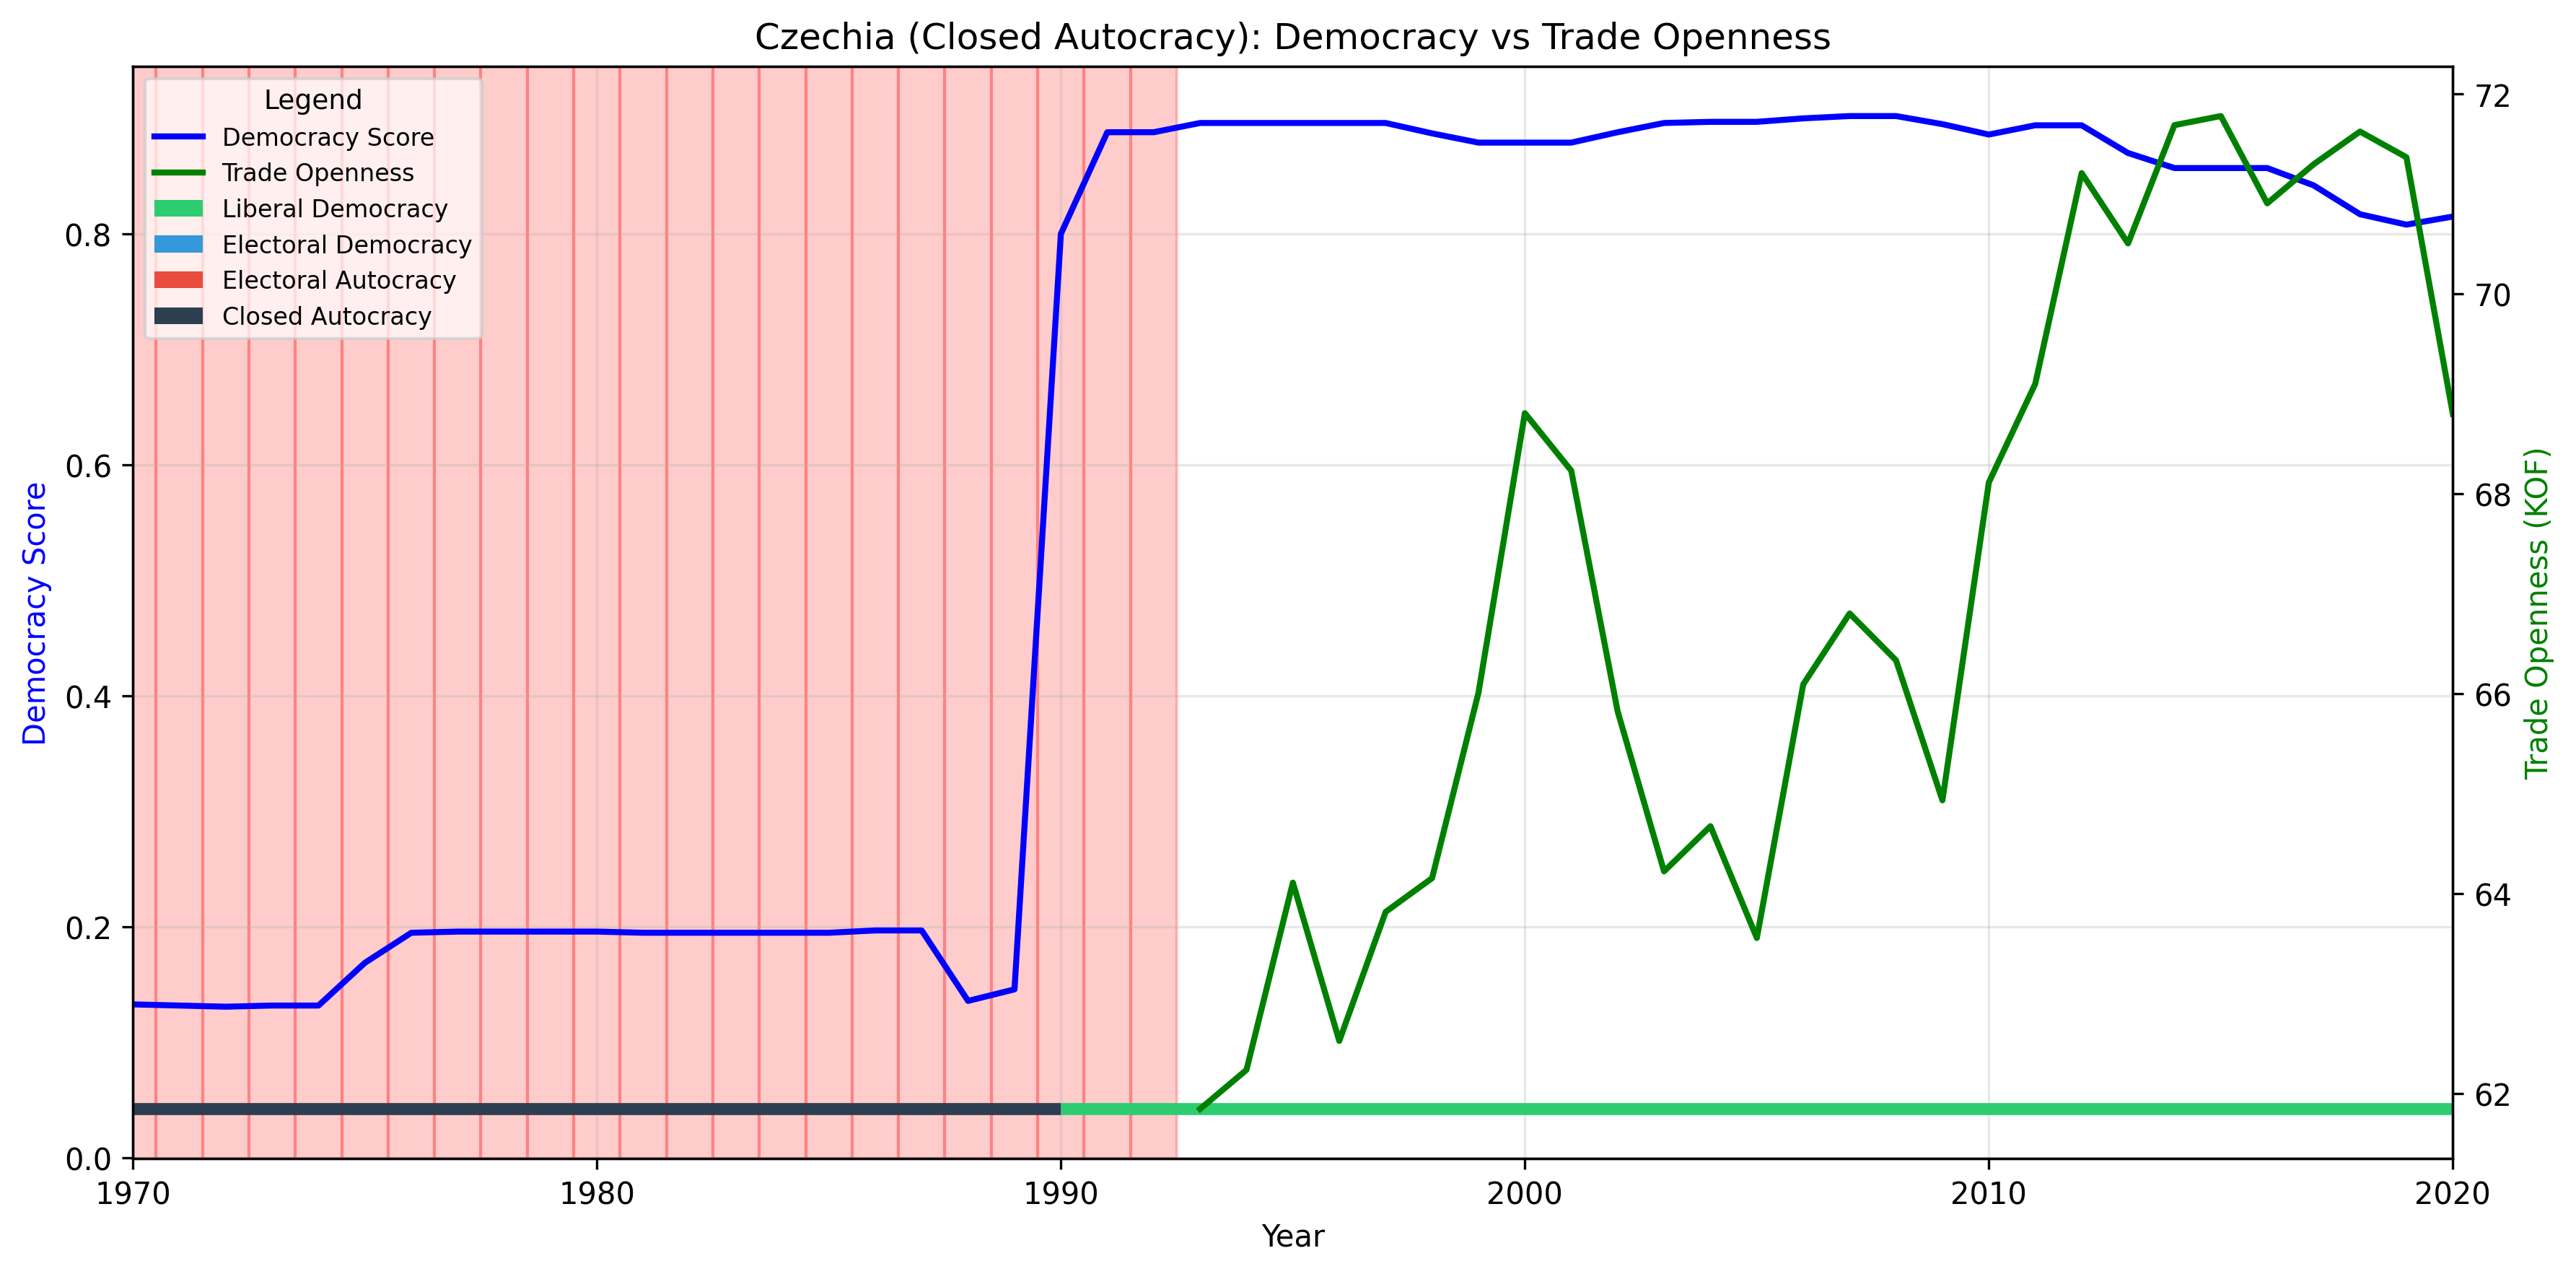 Czechia (Closed Autocracy): Democracy vs Trade Openness
Legend
Democracy Score
Trade Openness
Liberal Democracy
Electoral Democracy
Electoral Autocracy
Closed Autocracy
Democracy Score
0.8
0.6
0.4
0.2
0.0
72
70
68
66
64
62
Trade Openness (KOF)
1970
1980
1990
2000
2010
2020
Year